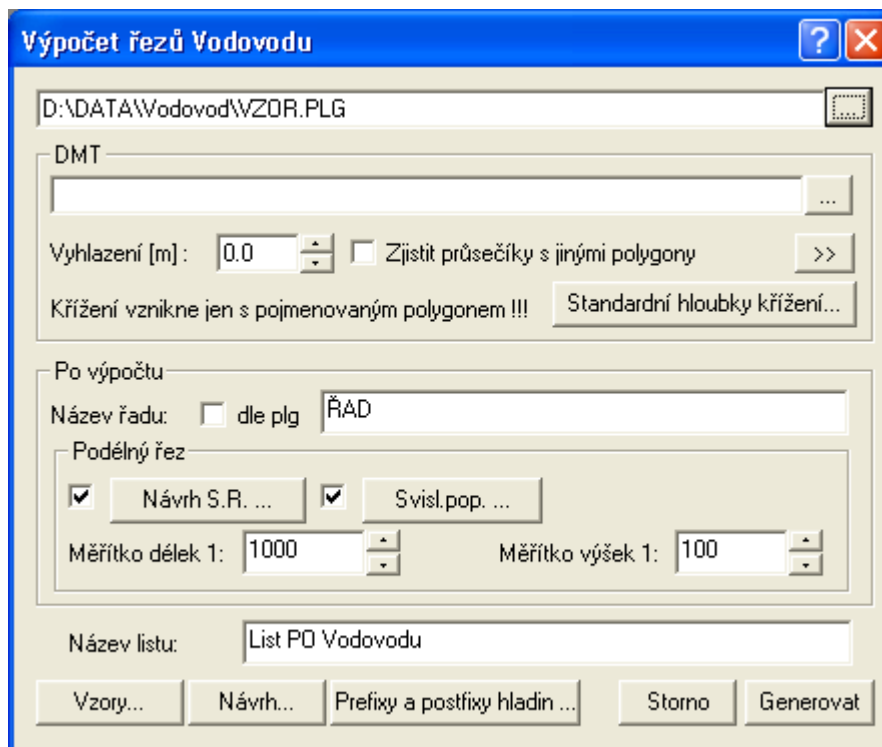 Výpočet řezů Vodovodu
D:\DATA\Vodovod\VZOR.PLG ...
DMT
...
Vyhlazení [m] : 0.0 Zjistit průsečíky s jinými polygony >>
Křížení vznikne jen s pojmenovaným polygonem !!! Standardní hloubky křížení...
Po výpočtu
Název řadu: dle plg ŘAD
Podélný řez
Návrh S.R. ... Svisl.pop. ...
Měřítko délek 1: 1000 Měřítko výšek 1: 100
Název listu: List PO Vodovodu
Vzory... Návrh... Prefixy a postfixy hladin ... Storno Generovat